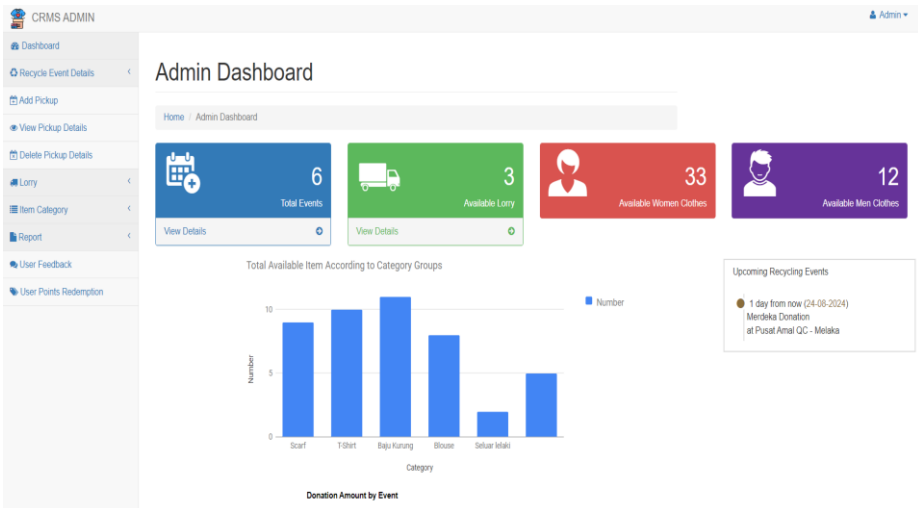 CRMS ADMIN
Admin
Dashboard
Recycle Event Details
Add Pickup
View Pickup Details
Delete Pickup Details
Lorry
Item Category
Report
User Feedback
User Points Redemption
Admin Dashboard
Home / Admin Dashboard
6
Total Events
View Details
3
Available Lorry
View Details
33
Available Women Clothes
12
Available Men Clothes
Total Available Item According to Category Groups
Number
10
5
0
Number
Scarf
T-Shirt
Baju Kurung
Blouse
Seluar lelaki
Category
Upcoming Recycling Events
1 day from now (24-08-2024)
Merdeka Donation
at Pusat Amal QC - Melaka
Donation Amount by Event